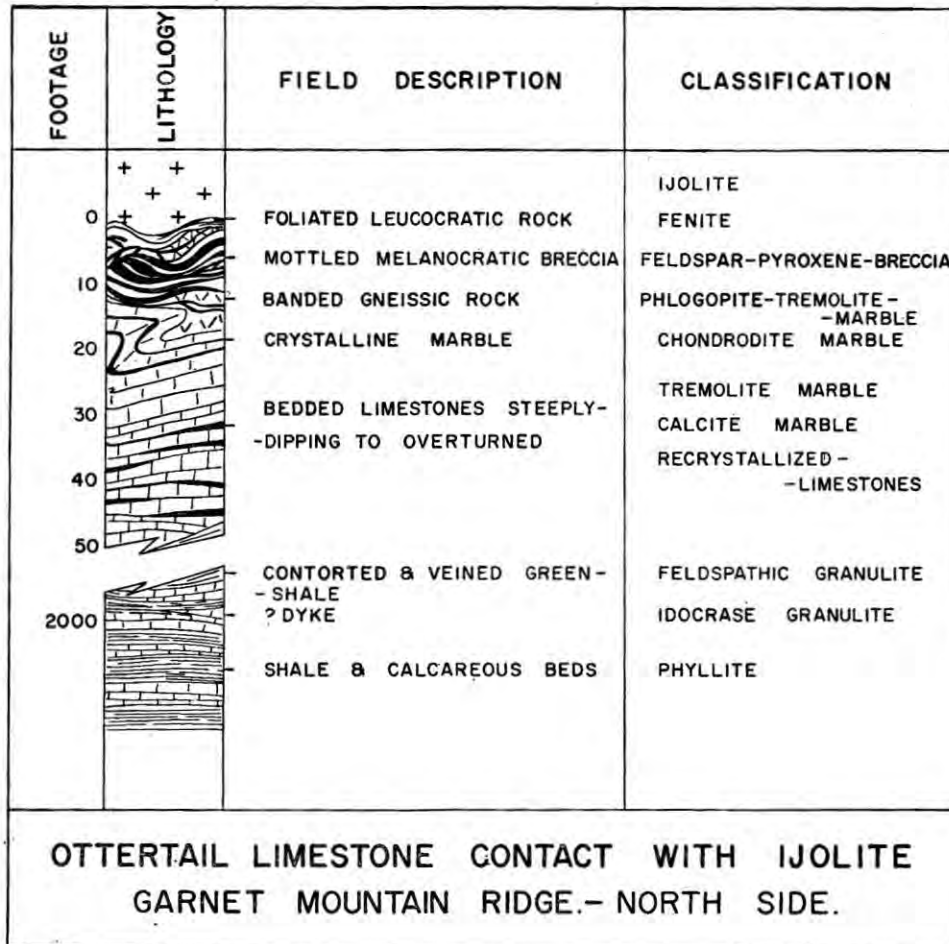 FOOTAGE
LITHOLOGY
FIELD DESCRIPTION
CLASSIFICATION
IJOLITE
0
FOLIATED LEUCOCRATIC ROCK
FENITE
MOTTLED MELANOCRATIC BRECCIA
FELDSPAR-PYROXENE-BRECCIA
10
BANDED GNEISSIC ROCK
PHLOGOPITE-TREMOLITE-
-MARBLE
20
CRYSTALLINE MARBLE
CHONDRODITE MARBLE
TREMOLITE MARBLE
30
BEDDED LIMESTONES STEEPLY-
-DIPPING TO OVERTURNED
CALCITE MARBLE
40
RECRYSTALLIZED-
-LIMESTONES
50
CONTORTED & VEINED GREEN-
-SHALE
FELDSPATHIC GRANULITE
2000
? DYKE
IDOCRASE GRANULITE
SHALE & CALCAREOUS BEDS
PHYLLITE
OTTERTAIL LIMESTONE CONTACT WITH IJOLITE
GARNET MOUNTAIN RIDGE.- NORTH SIDE.